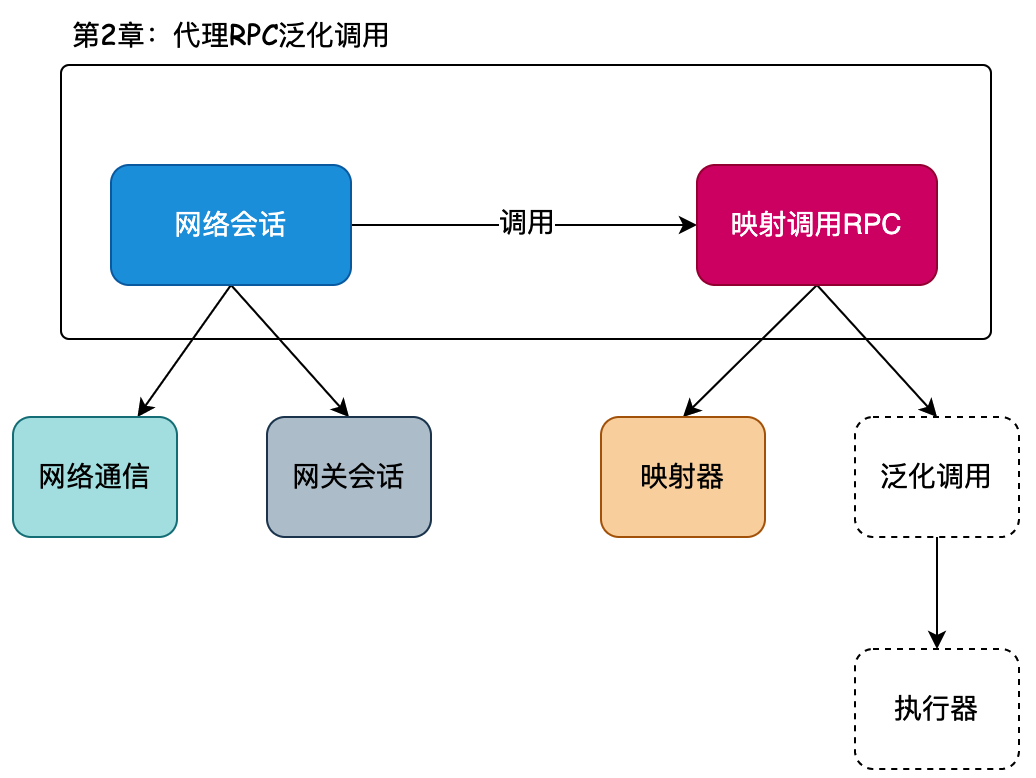 第2章：代理RPC泛化调用
网络会话
调用
映射调用RPC
网络通信
网关会话
映射器
泛化调用
执行器